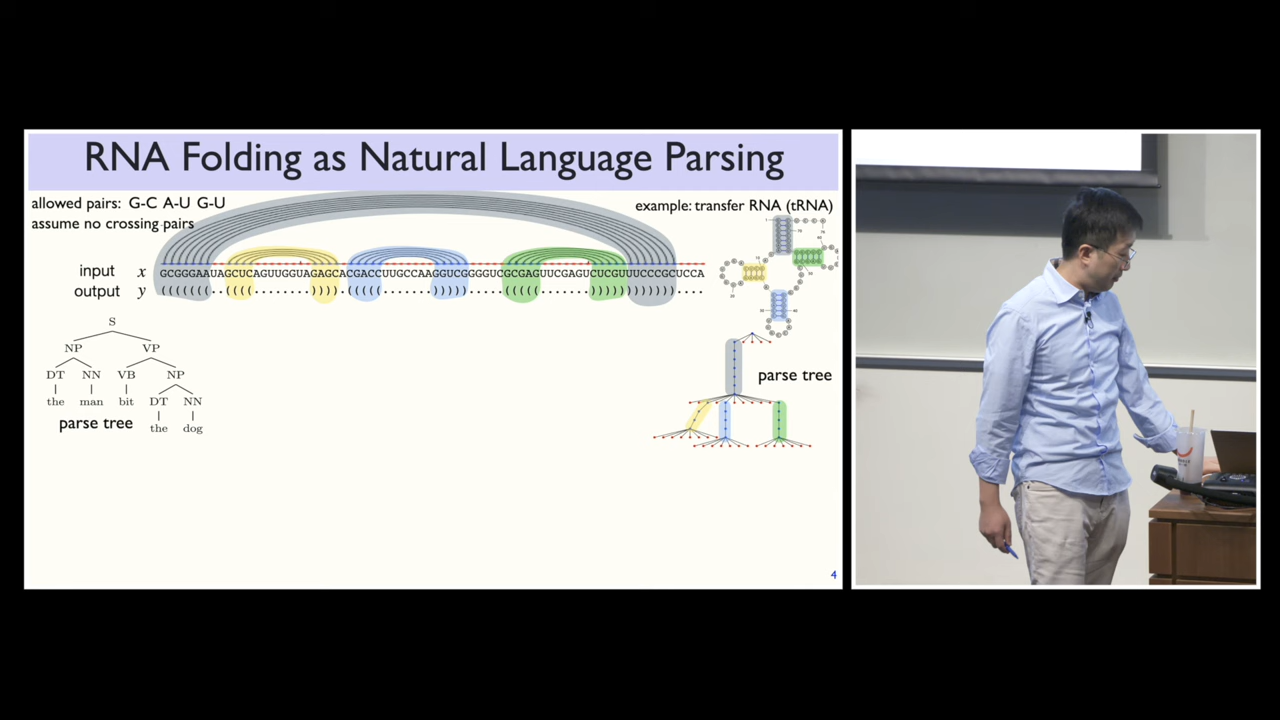 RNA Folding as Natural Language Parsing
allowed pairs: G-C A-U G-U
assume no crossing pairs
example: transfer RNA (tRNA)
input x GCGGGAAUAGCUCAGUUGGUAGAGCACGACCUUGCCAAGGUCGGGGUCGCGAGUUCGAGUCUCGUUUCCCGCUCCA
output y (((((((..((((........)))).(((((.......))))).....(((((.......))))))))))))....
S
NP VP
DT NN VB NP
the man bit DT NN
the dog
parse tree
parse tree
4